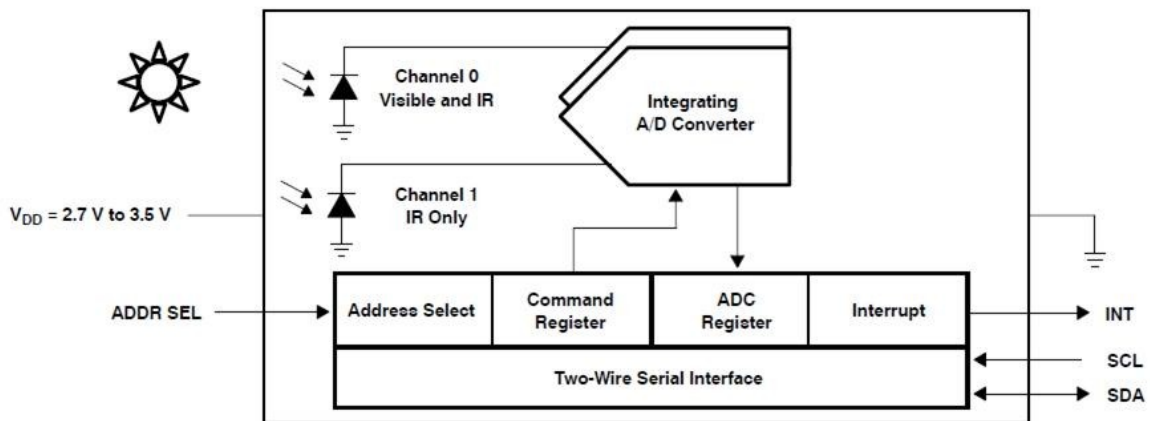 Channel 0
Visible and IR
Integrating
A/D Converter
Channel 1
IR Only
VDD = 2.7 V to 3.5 V
ADDR SEL
Address Select
Command
Register
ADC
Register
Interrupt
INT
Two-Wire Serial Interface
SCL
SDA